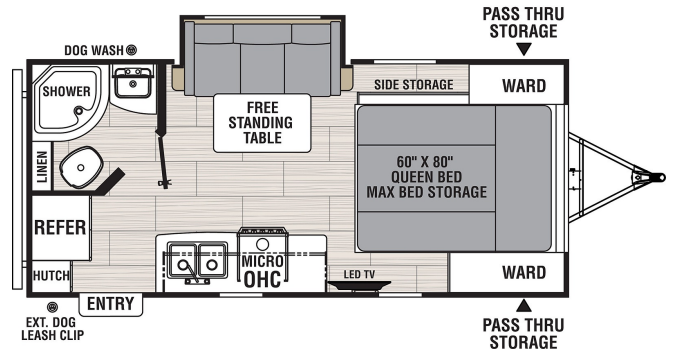 PASS THRU
STORAGE
DOG WASH
SHOWER
SIDE STORAGE
WARD
FREE
STANDING
TABLE
LINEN
60" X 80"
QUEEN BED
MAX BED STORAGE
REFER
MICRO
OHC
HUTCH
LED TV
WARD
ENTRY
EXT. DOG
LEASH CLIP
PASS THRU
STORAGE